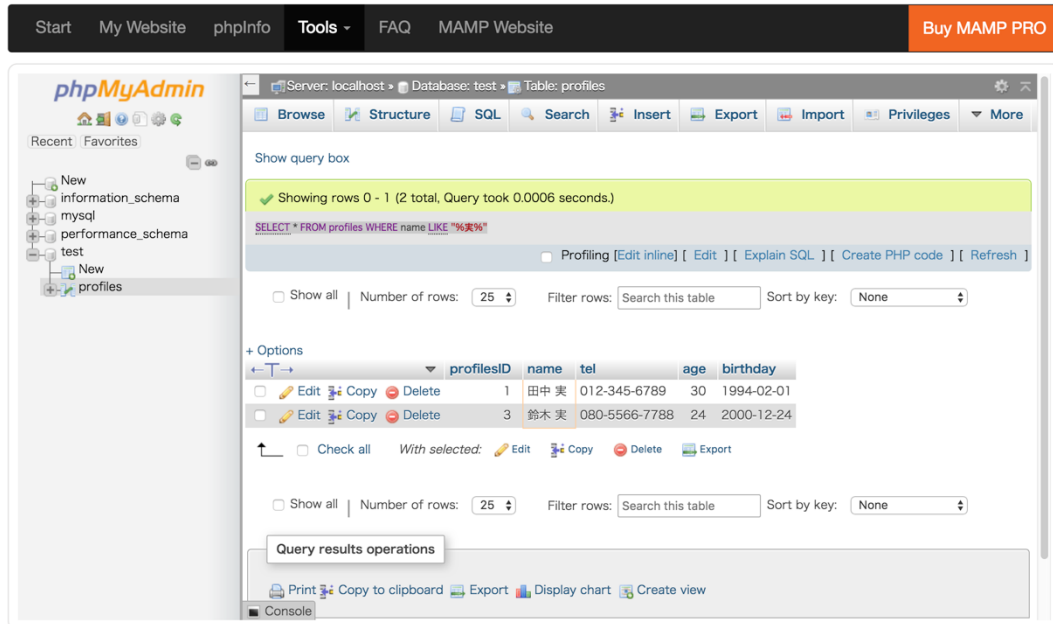 Start My Website phpInfo Tools FAQ MAMP Website Buy MAMP PRO
phpMyAdmin
Recent Favorites
New
information_schema
mysql
performance_schema
test
New
profiles
Server: localhost » Database: test » Table: profiles
Browse Structure SQL Search Insert Export Import Privileges More
Show query box
Showing rows 0 - 1 (2 total, Query took 0.0006 seconds.)
SELECT * FROM profiles WHERE name LIKE "%実%"
Profiling [Edit inline] [ Edit ] [ Explain SQL ] [ Create PHP code ] [ Refresh ]
Show all | Number of rows: 25 Filter rows: Search this table Sort by key: None
+ Options
←T→ profilesID name tel age birthday
Edit Copy Delete 1 田中 実 012-345-6789 30 1994-02-01
Edit Copy Delete 3 鈴木 実 080-5566-7788 24 2000-12-24
Check all With selected: Edit Copy Delete Export
Show all | Number of rows: 25 Filter rows: Search this table Sort by key: None
Query results operations
Print Copy to clipboard Export Display chart Create view
Console